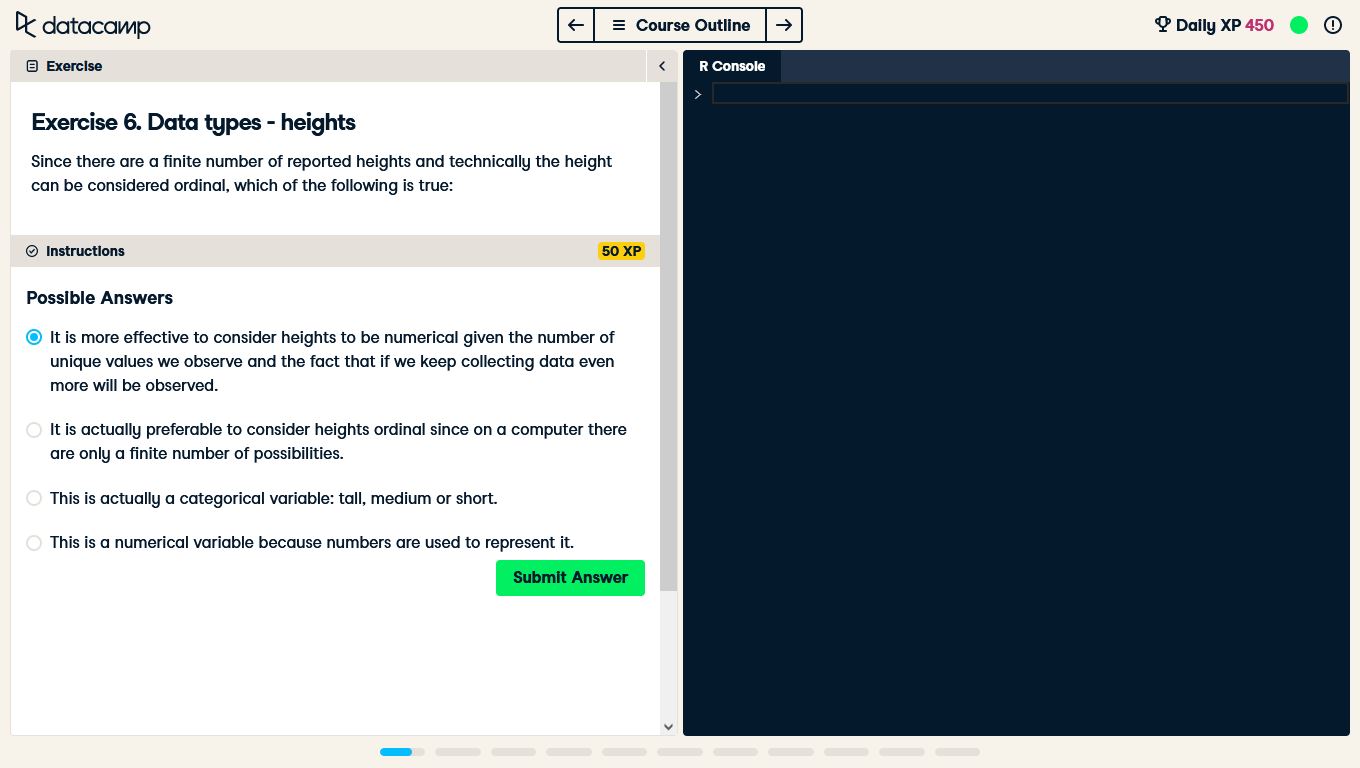 datacamp
Course Outline
Daily XP 450
Exercise
R Console
>
Exercise 6. Data types - heights
Since there are a finite number of reported heights and technically the height
can be considered ordinal, which of the following is true:
Instructions
50 XP
Possible Answers
It is more effective to consider heights to be numerical given the number of
unique values we observe and the fact that if we keep collecting data even
more will be observed.
It is actually preferable to consider heights ordinal since on a computer there
are only a finite number of possibilities.
This is actually a categorical variable: tall, medium or short.
This is a numerical variable because numbers are used to represent it.
Submit Answer